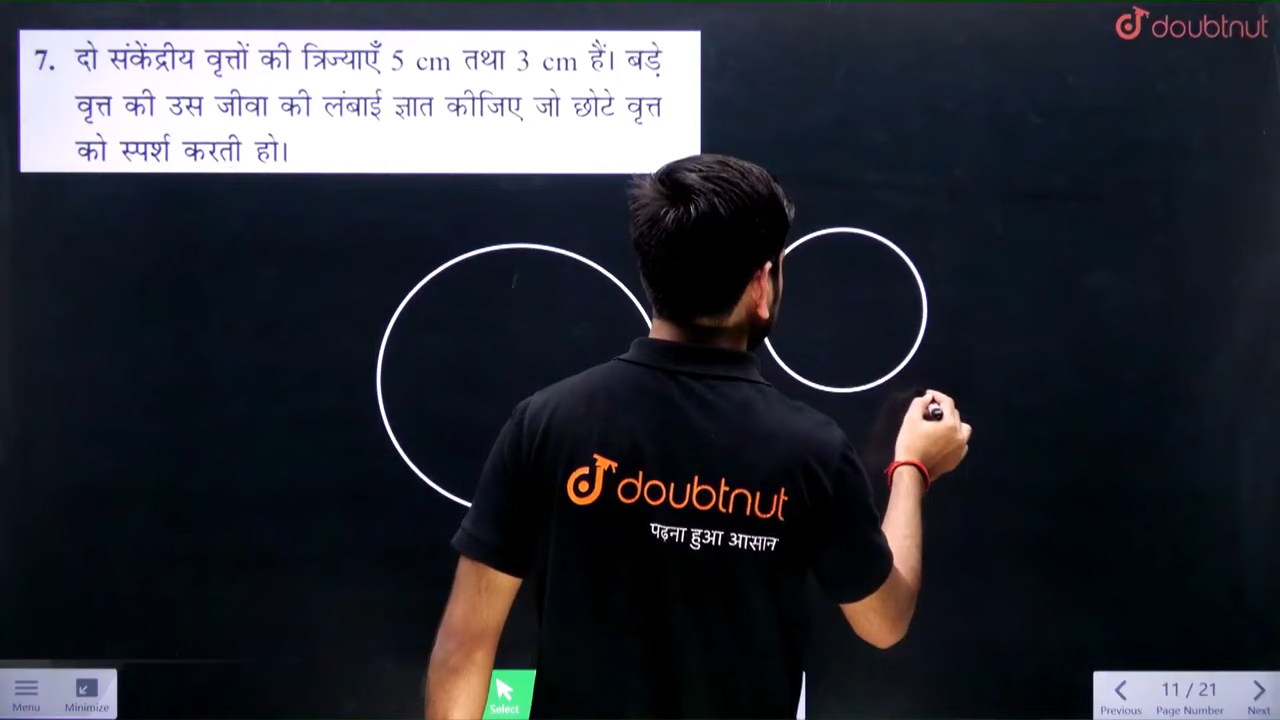 doubtnut
7. दो संकेंद्रीय वृत्तों की त्रिज्याएँ 5 cm तथा 3 cm हैं। बड़े
वृत्त की उस जीवा की लंबाई ज्ञात कीजिए जो छोटे वृत्त
को स्पर्श करती हो।
doubtnut
पढ़ना हुआ आसान
Menu
Minimize
Select
11 / 21
Previous
Page Number
Next